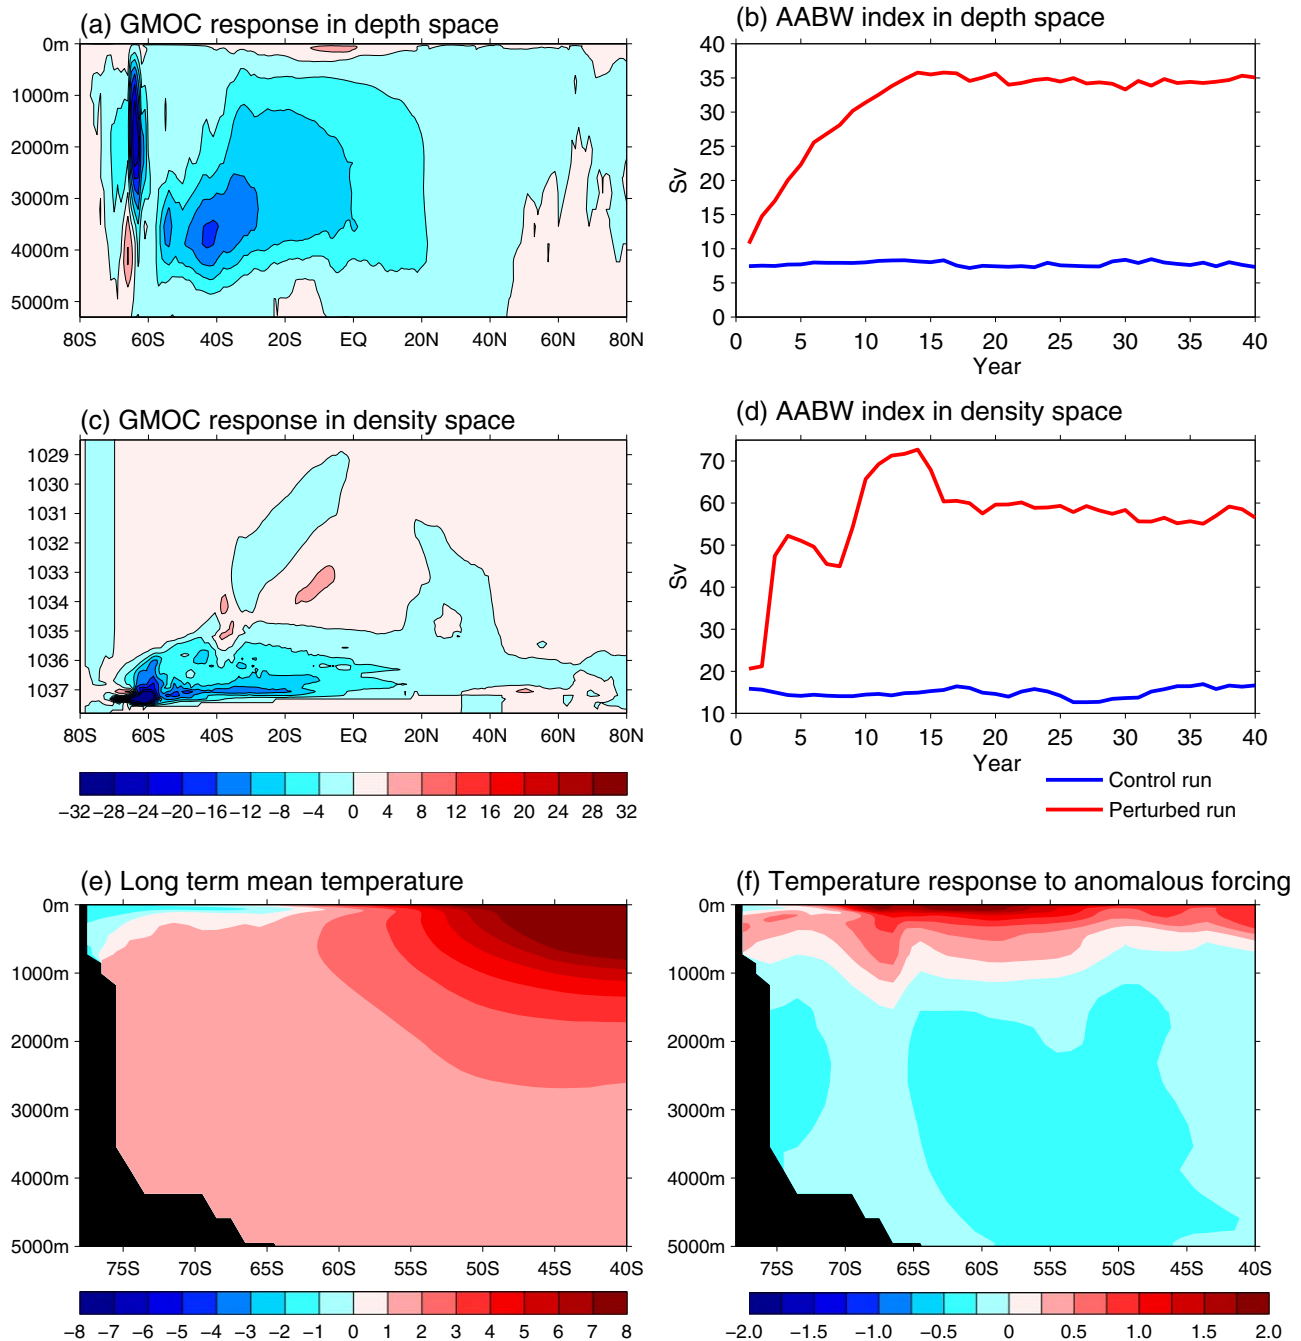 (a) GMOC response in depth space
0m
1000m
2000m
3000m
4000m
5000m
80S 60S 40S 20S EQ 20N 40N 60N 80N
(b) AABW index in depth space
Sv
40
35
30
25
20
15
10
5
0
0 5 10 15 20 25 30 35 40
Year
(c) GMOC response in density space
1029
1030
1031
1032
1033
1034
1035
1036
1037
80S 60S 40S 20S EQ 20N 40N 60N 80N
−32 −28 −24 −20 −16 −12 −8 −4 0 4 8 12 16 20 24 28 32
(d) AABW index in density space
Sv
70
60
50
40
30
20
10
0 5 10 15 20 25 30 35 40
Year
Control run
Perturbed run
(e) Long term mean temperature
0m
1000m
2000m
3000m
4000m
5000m
75S 70S 65S 60S 55S 50S 45S 40S
−8 −7 −6 −5 −4 −3 −2 −1 0 1 2 3 4 5 6 7 8
(f) Temperature response to anomalous forcing
0m
1000m
2000m
3000m
4000m
5000m
75S 70S 65S 60S 55S 50S 45S 40S
−2.0 −1.5 −1.0 −0.5 0 0.5 1.0 1.5 2.0